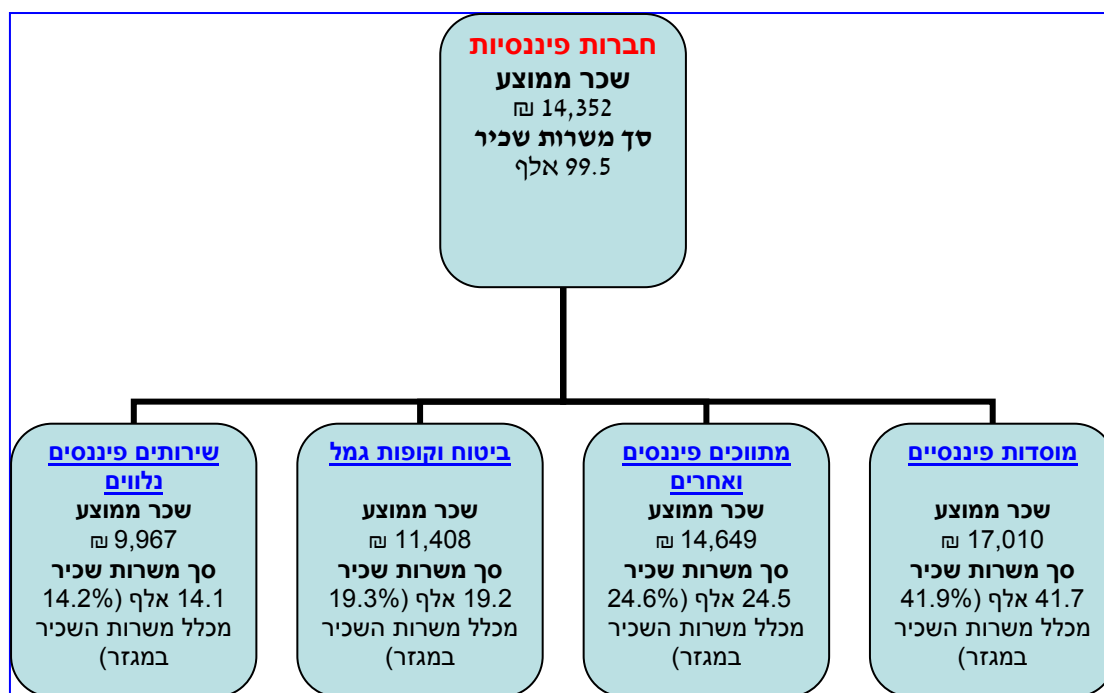 חברות פיננסיות
שכר ממוצע
14,352 ₪
סך משרות שכיר
99.5 אלף
מוסדות פיננסיים
שכר ממוצע
17,010 ₪
סך משרות שכיר
41.7 אלף (41.9%
מכלל משרות השכיר
במגזר)
מתווכים פיננסים
ואחרים
שכר ממוצע
14,649 ₪
סך משרות שכיר
24.5 אלף (24.6%
מכלל משרות השכיר
במגזר)
ביטוח וקופות גמל
שכר ממוצע
11,408 ₪
סך משרות שכיר
19.2 אלף (19.3%
מכלל משרות השכיר
במגזר)
שירותים פיננסים
נלווים
שכר ממוצע
9,967 ₪
סך משרות שכיר
14.1 אלף (14.2%
מכלל משרות השכיר
במגזר)